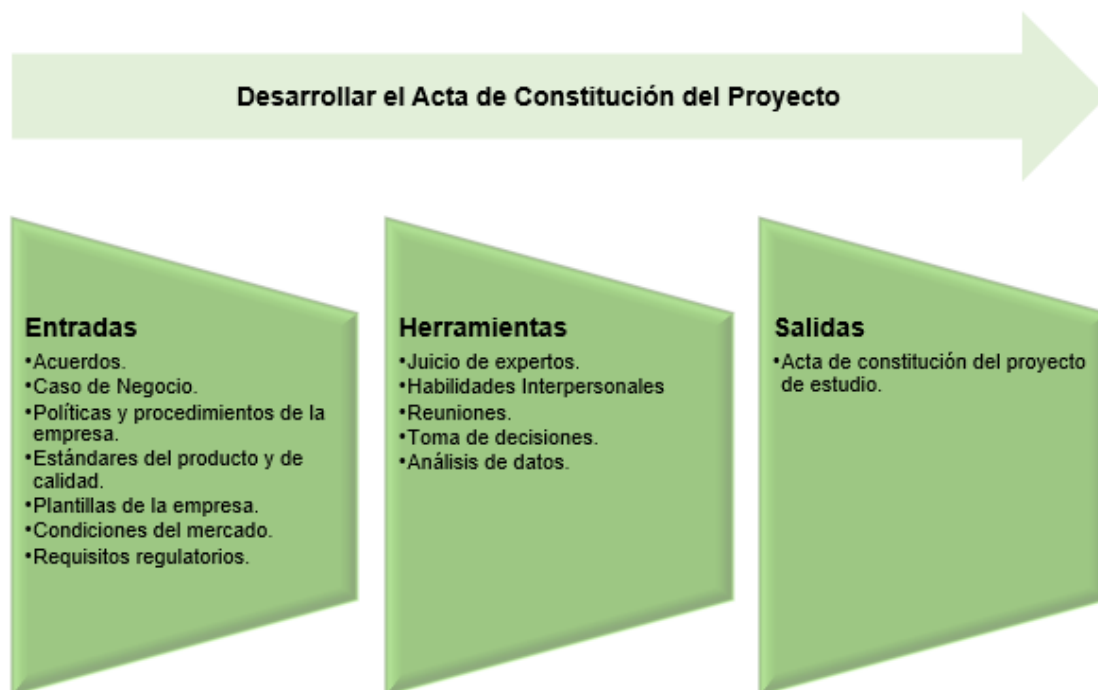 Desarrollar el Acta de Constitución del Proyecto
Entradas
•Acuerdos.
•Caso de Negocio.
•Políticas y procedimientos de la
empresa.
•Estándares del producto y de
calidad.
•Plantillas de la empresa.
•Condiciones del mercado.
•Requisitos regulatorios.
Herramientas
•Juicio de expertos.
•Habilidades Interpersonales
•Reuniones.
•Toma de decisiones.
•Análisis de datos.
Salidas
•Acta de constitución del proyecto
de estudio.